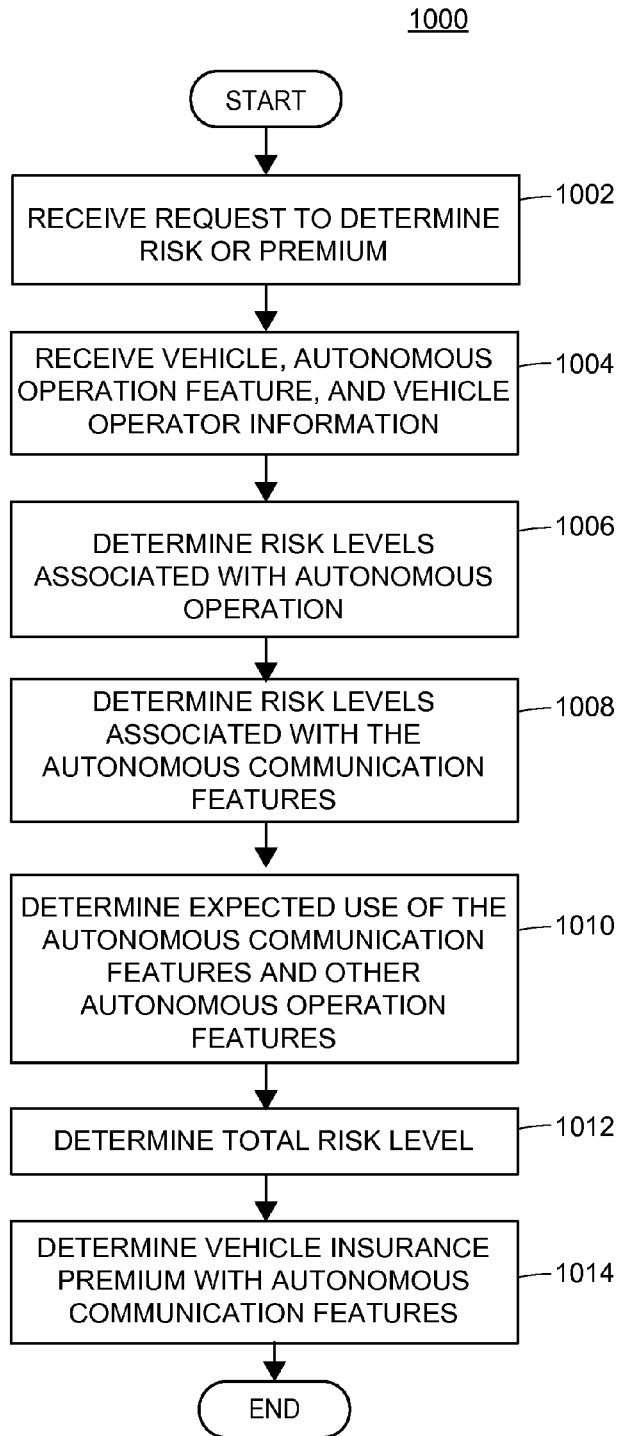 1000
START
RECEIVE REQUEST TO DETERMINE
RISK OR PREMIUM
1002
RECEIVE VEHICLE, AUTONOMOUS
OPERATION FEATURE, AND VEHICLE
OPERATOR INFORMATION
1004
DETERMINE RISK LEVELS
ASSOCIATED WITH AUTONOMOUS
OPERATION
1006
DETERMINE RISK LEVELS
ASSOCIATED WITH THE
AUTONOMOUS COMMUNICATION
FEATURES
1008
DETERMINE EXPECTED USE OF THE
AUTONOMOUS COMMUNICATION
FEATURES AND OTHER
AUTONOMOUS OPERATION
FEATURES
1010
DETERMINE TOTAL RISK LEVEL
1012
DETERMINE VEHICLE INSURANCE
PREMIUM WITH AUTONOMOUS
COMMUNICATION FEATURES
1014
END